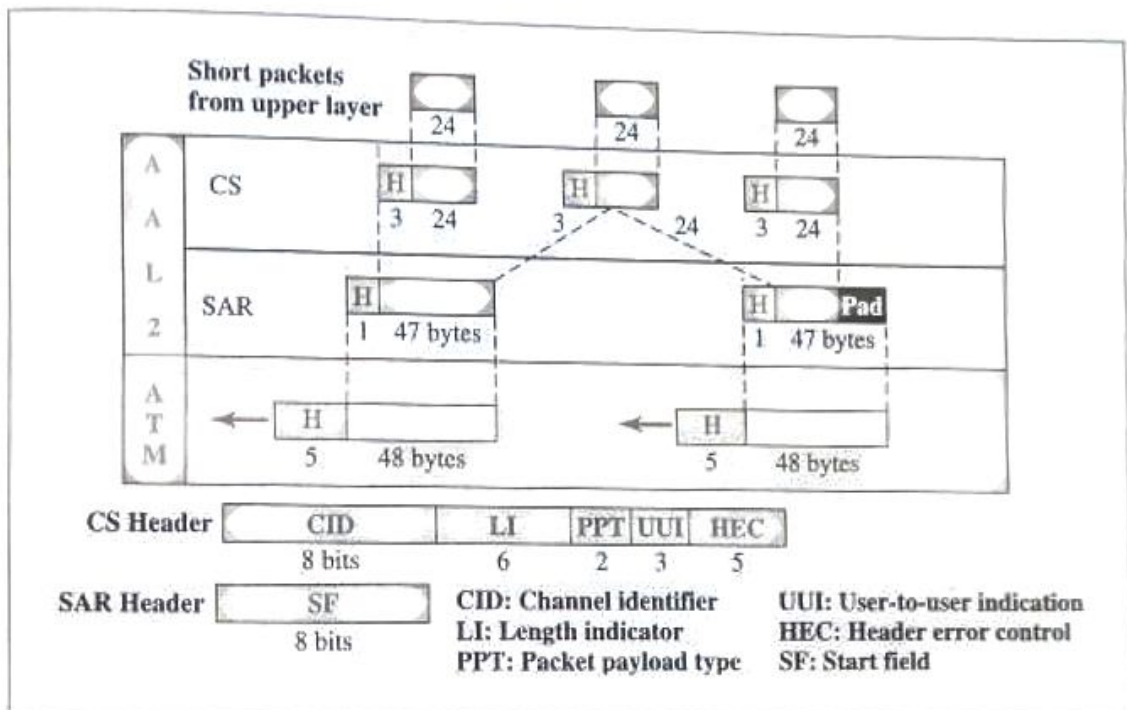 Short packets
from upper layer
24
24
24
A
A
L
2
CS
H
3 24
H
3 24
H
3 24
SAR
H
1 47 bytes
H Pad
1 47 bytes
A
T
M
H
5 48 bytes
H
5 48 bytes
CS Header CID LI PPT UUI HEC
8 bits 6 2 3 5
SAR Header SF
8 bits
CID: Channel identifier
LI: Length indicator
PPT: Packet payload type
UUI: User-to-user indication
HEC: Header error control
SF: Start field